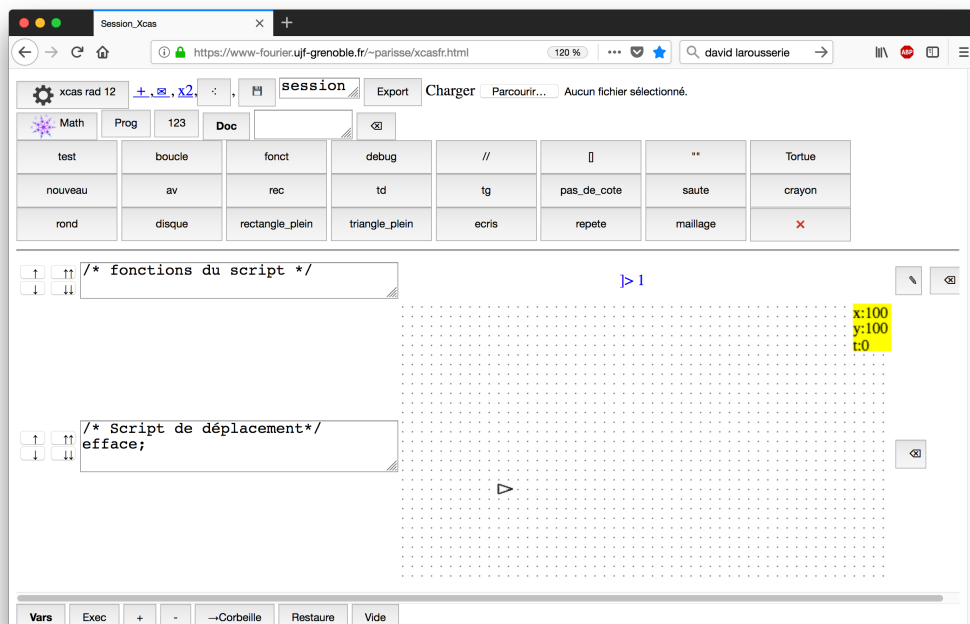 Session_Xcas
https://www-fourier.ujf-grenoble.fr/~parisse/xcasfr.html 120 % david larousserie ABP
xcas rad 12 +, ✉, x2, ⁖, 💾 session Export Charger Parcourir... Aucun fichier sélectionné.
Math Prog 123 Doc
test boucle fonct debug // [] "" Tortue
nouveau av rec td tg pas_de_cote saute crayon
rond disque rectangle_plein triangle_plein ecris repete maillage ×
↑ ↑↑ /* fonctions du script */ ]> 1 ✎
↓ ↓↓
x:100
y:100
t:0
↑ ↑↑ /* Script de déplacement*/
↓ ↓↓ efface;
Vars Exec + - →Corbeille Restaure Vide